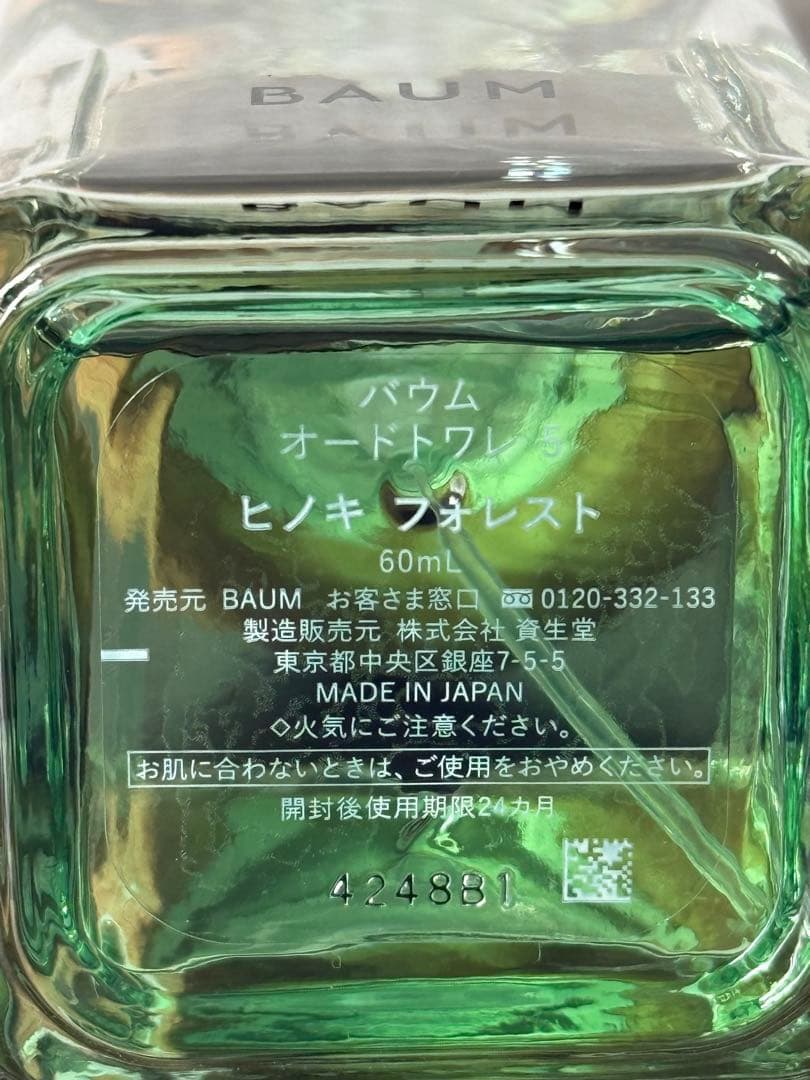 BAUM
バウム
オードトワレ 5
ヒノキ フォレスト
60mL
発売元 BAUM お客さま窓口 0120-332-133
製造販売元 株式会社 資生堂
東京都中央区銀座7-5-5
MADE IN JAPAN
◇火気にご注意ください。
お肌に合わないときは、ご使用をおやめください。
開封後使用期限24カ月
4248B1